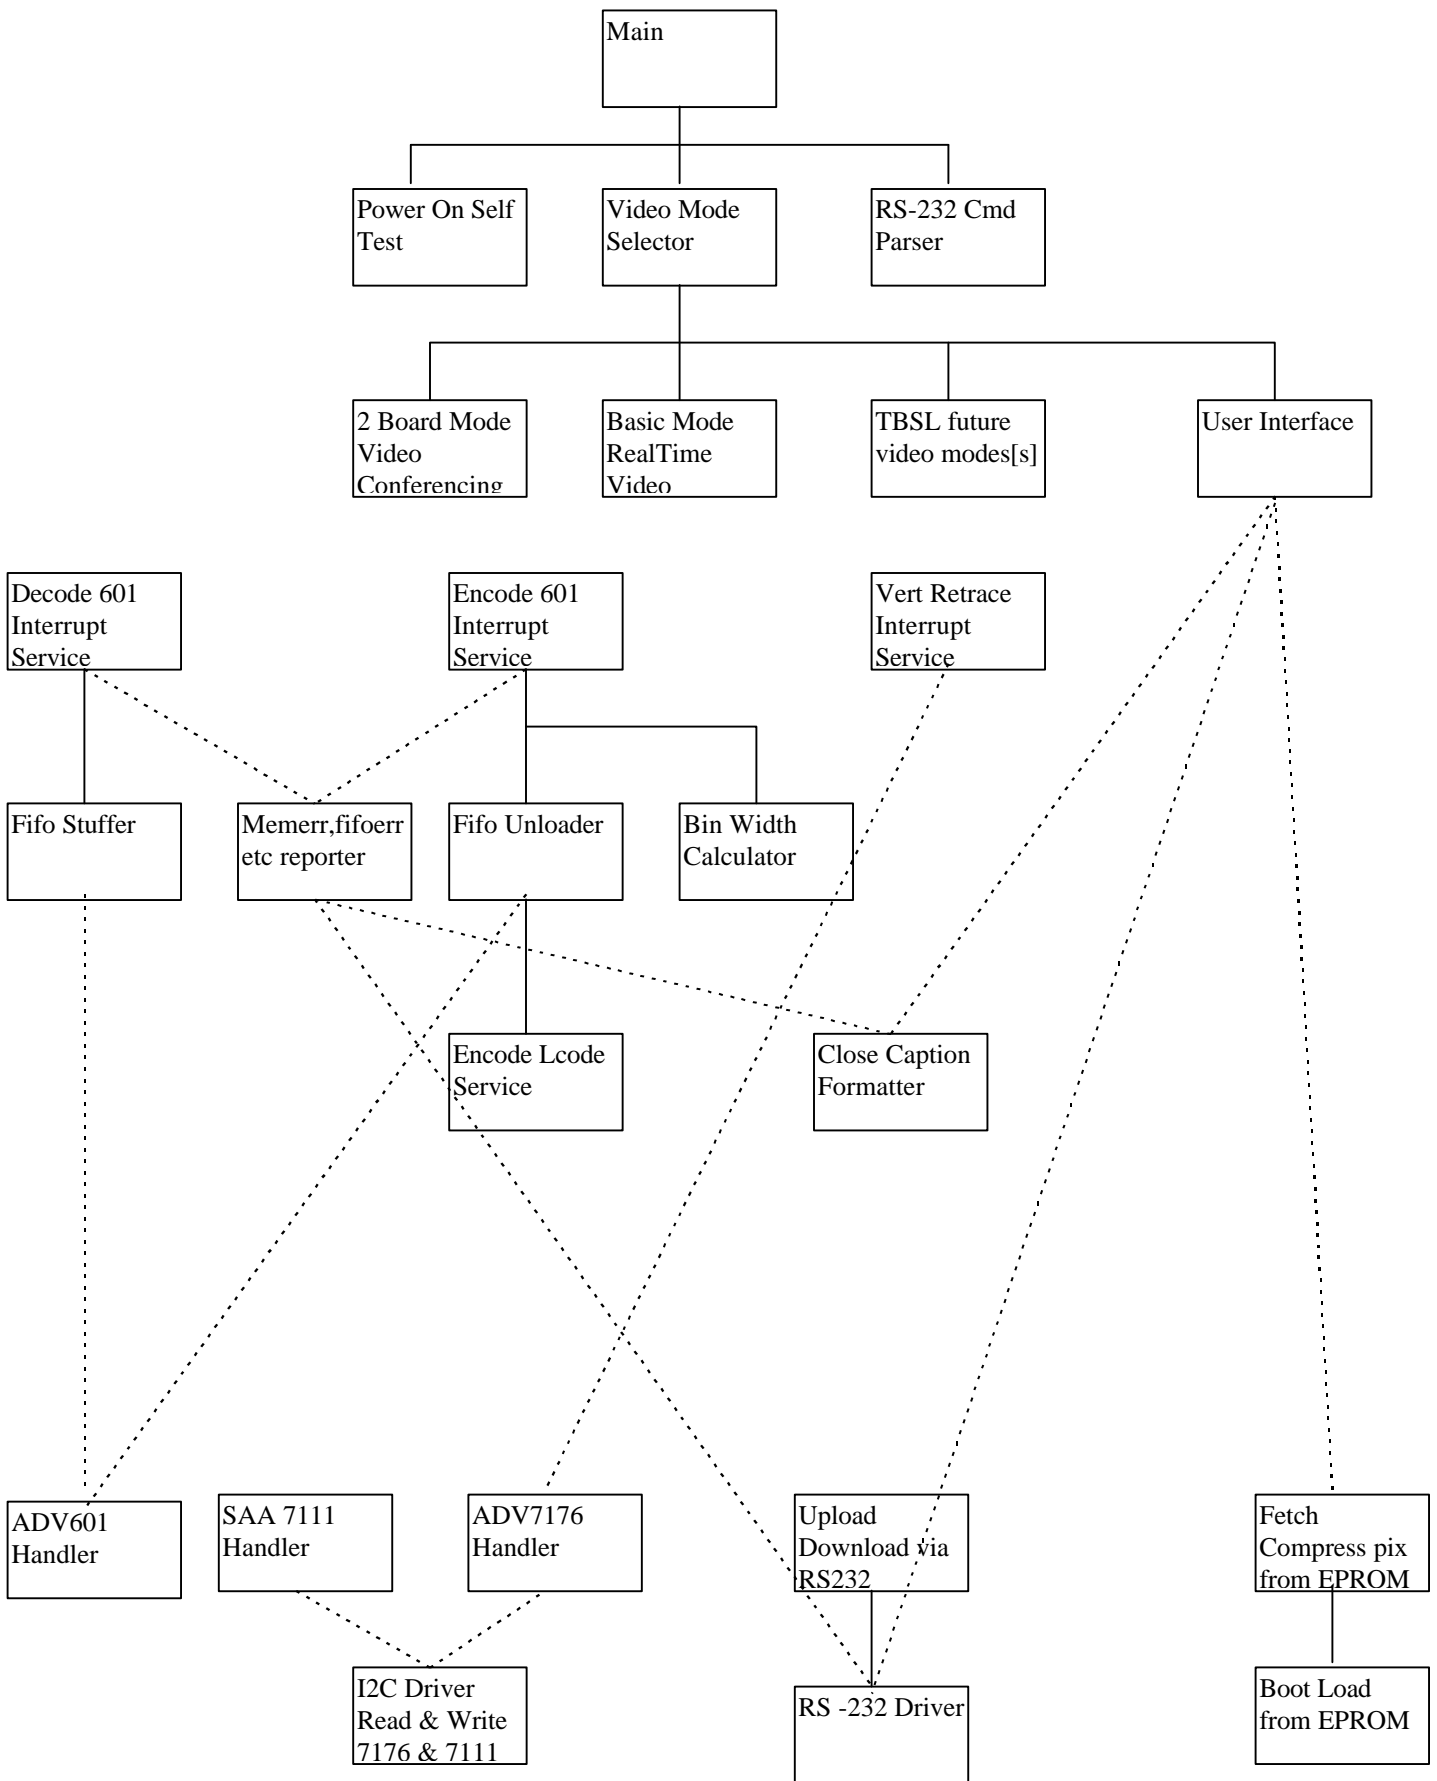 Main
Power On Self
Test
Video Mode
Selector
RS-232 Cmd
Parser
2 Board Mode
Video
Conferencing
Basic Mode
RealTime
Video
TBSL future
video modes[s]
User Interface
Decode 601
Interrupt
Service
Encode 601
Interrupt
Service
Vert Retrace
Interrupt
Service
Fifo Stuffer
Memerr,fifoerr
etc reporter
Fifo Unloader
Bin Width
Calculator
Encode Lcode
Service
Close Caption
Formatter
ADV601
Handler
SAA 7111
Handler
ADV7176
Handler
Upload
Download via
RS232
Fetch
Compress pix
from EPROM
I2C Driver
Read & Write
7176 & 7111
RS -232 Driver
Boot Load
from EPROM